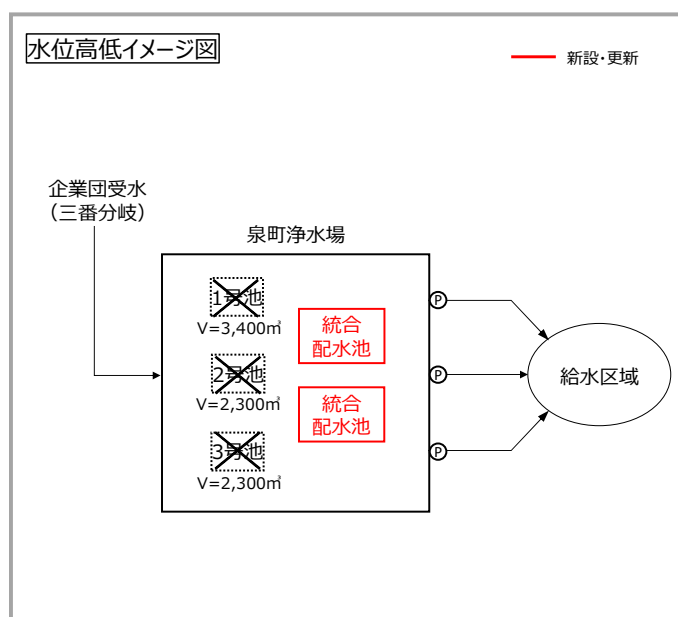 水位高低イメージ図
新設・更新
企業団受水
（三番分岐）
泉町浄水場
1号池
V=3,400㎥
統合
配水池
2号池
V=2,300㎥
統合
配水池
3号池
V=2,300㎥
P
P
P
給水区域